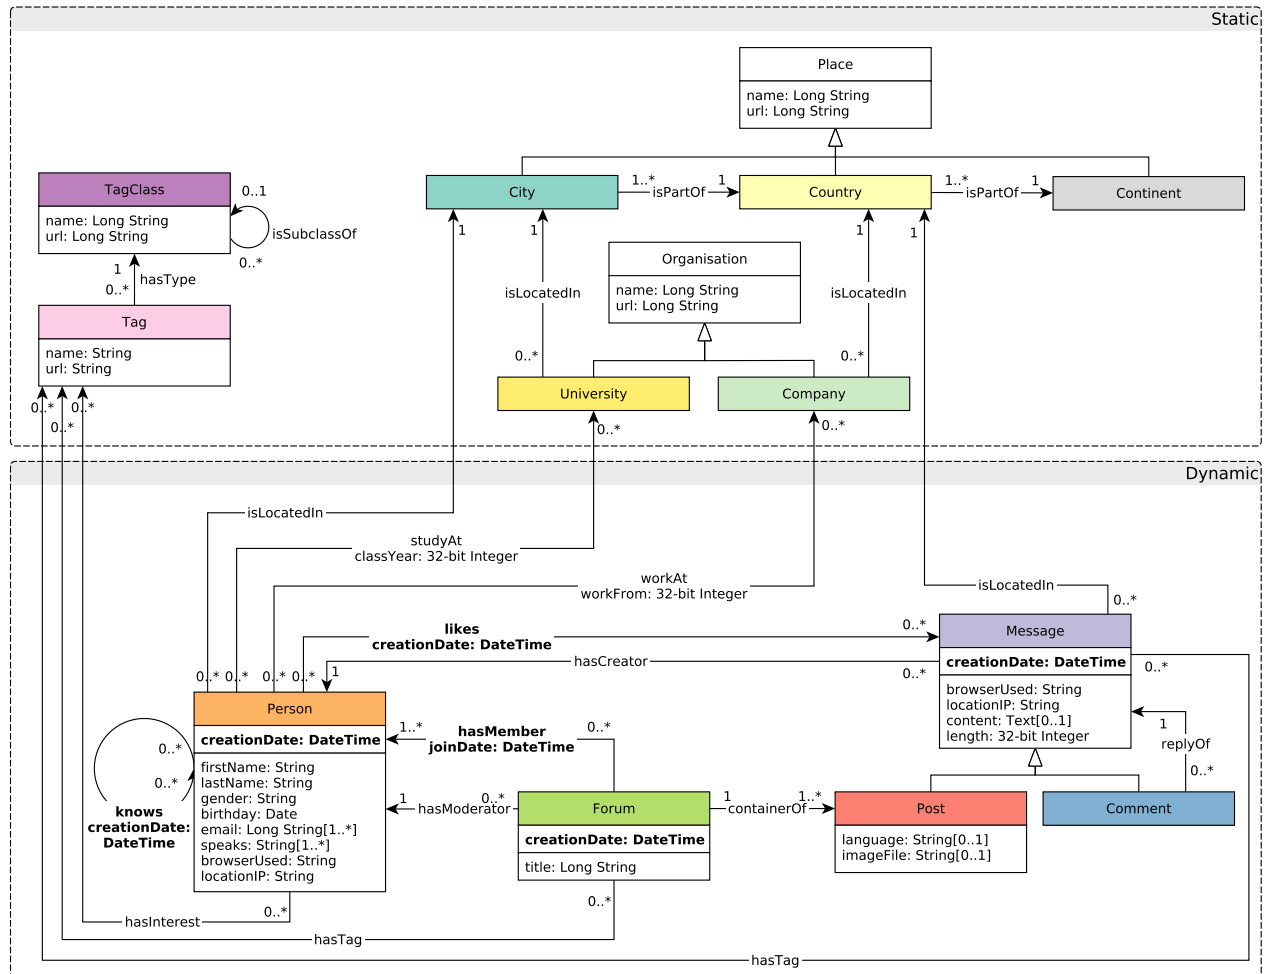 Static
Place
name: Long String
url: Long String
TagClass
name: Long String
url: Long String
0..1
isSubclassOf
0..*
City
1..*
isPartOf
1
Country
1..*
isPartOf
1
Continent
1
hasType
0..*
1
1
1
1
Organisation
name: Long String
url: Long String
isLocatedIn
isLocatedIn
Tag
name: String
url: String
0..*
0..*
University
Company
0..*
0..*
0..*
0..*
0..*
Dynamic
isLocatedIn
studyAt
classYear: 32-bit Integer
workAt
workFrom: 32-bit Integer
isLocatedIn
0..*
likes
creationDate: DateTime
0..*
Message
creationDate: DateTime
browserUsed: String
locationIP: String
content: Text[0..1]
length: 32-bit Integer
hasCreator
0..*
0..*
0..*
0..*
0..*
0..*
1
Person
creationDate: DateTime
firstName: String
lastName: String
gender: String
birthday: Date
email: Long String[1..*]
speaks: String[1..*]
browserUsed: String
locationIP: String
0..*
0..*
knows
creationDate:
DateTime
1..*
hasMember
joinDate: DateTime
0..*
1
replyOf
0..*
1
hasModerator
0..*
Forum
creationDate: DateTime
title: Long String
1
containerOf
1..*
Post
language: String[0..1]
imageFile: String[0..1]
Comment
0..*
0..*
hasInterest
hasTag
hasTag